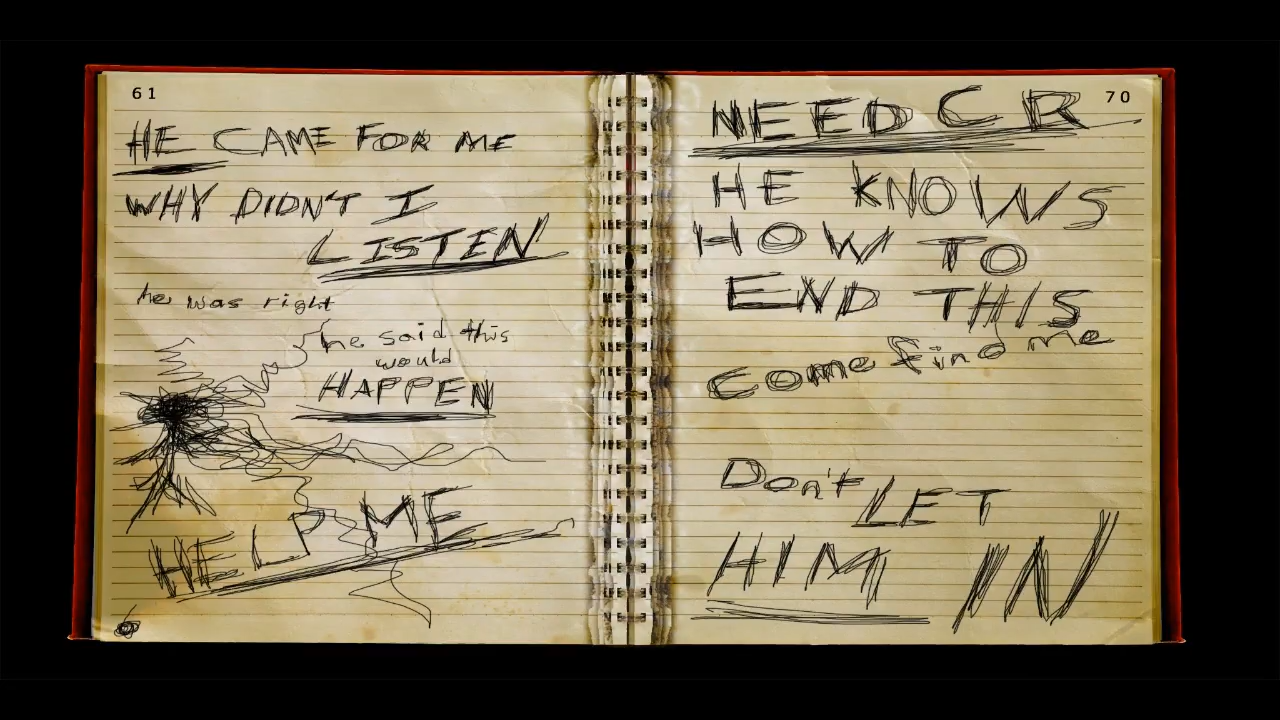 61
HE CAME FOR ME
WHY DIDN'T I
LISTEN
he was right
he said this
would
HAPPEN
HELP ME
70
NEED CR
HE KNOWS
HOW TO
END THIS
come find me
Don't LET
HIM IN